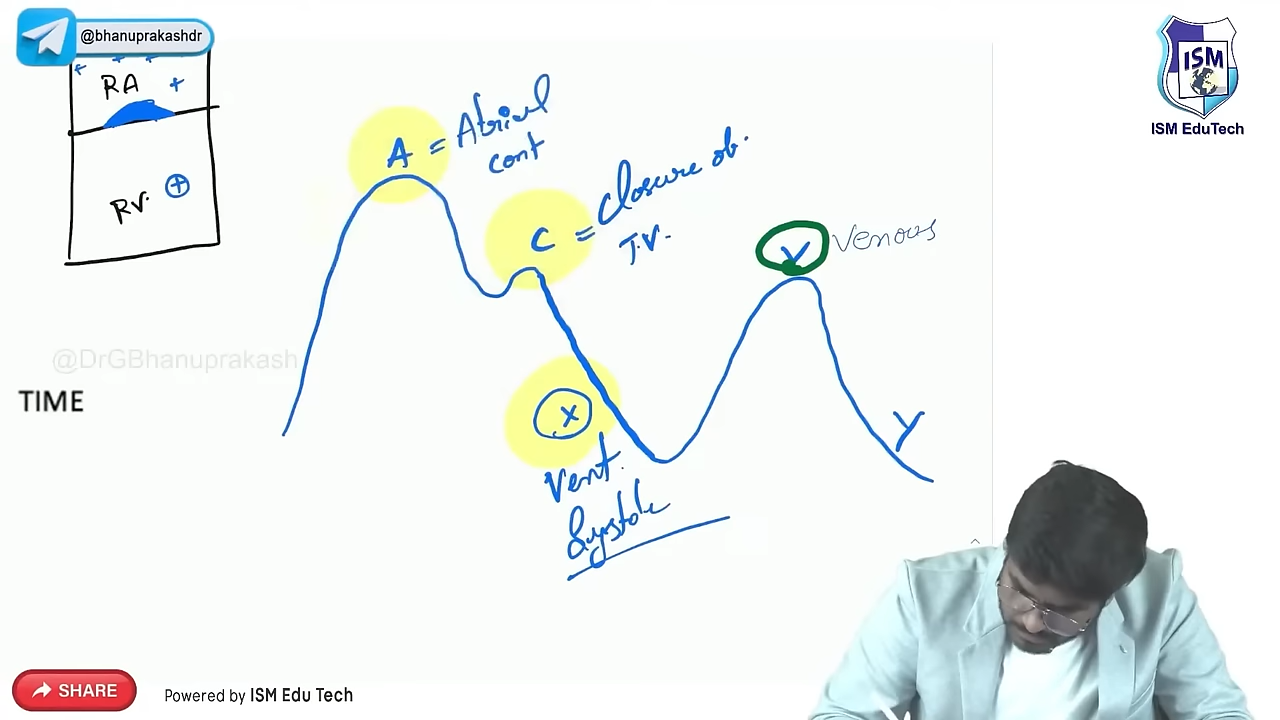 @bhanuprakashdr
RA
RV.
A = Atrial
cont
C = Closure ob.
T.V.
V Venous
ISM
ISM EduTech
@DrGBhanuprakash
TIME
X
Vent.
Systole
Y
SHARE
Powered by ISM Edu Tech